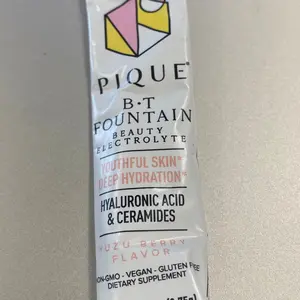 PIQUE®
B·T
FOUNTAIN
BEAUTY
ELECTROLYTE
YOUTHFUL SKIN*
DEEP HYDRATION*
HYALURONIC ACID
& CERAMIDES
YUZU BERRY
FLAVOR
NON-GMO - VEGAN - GLUTEN FREE
DIETARY SUPPLEMENT